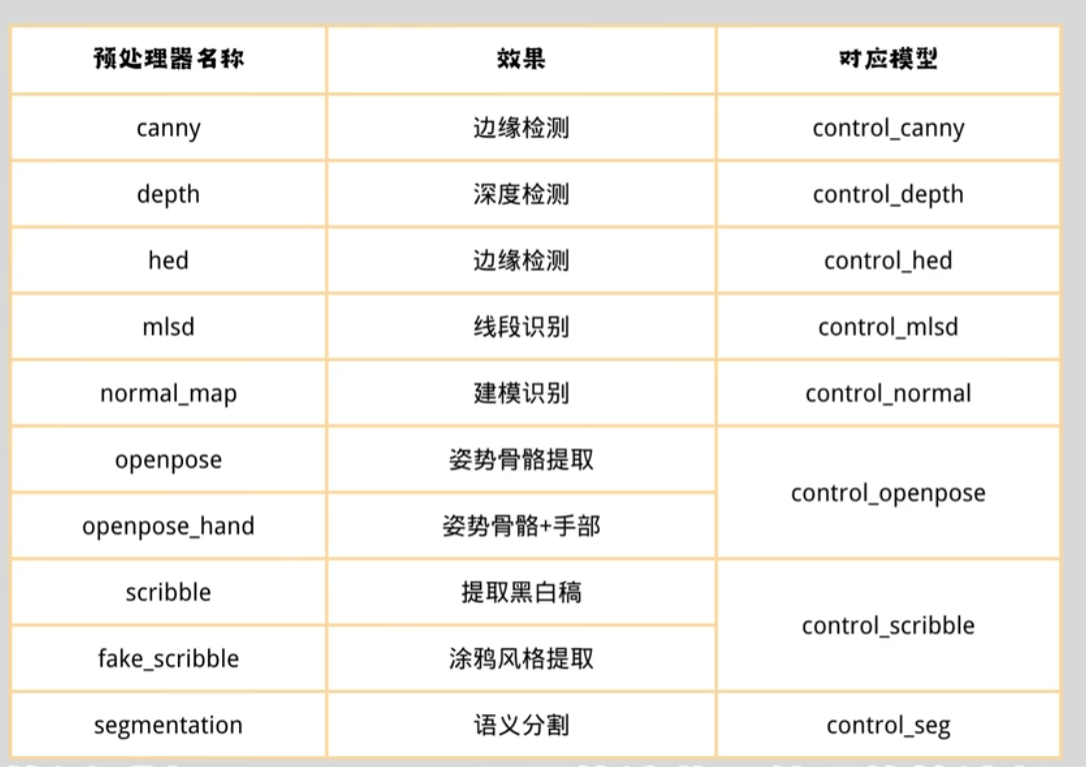 预处理器名称 效果 对应模型
canny 边缘检测 control_canny
depth 深度检测 control_depth
hed 边缘检测 control_hed
mlsd 线段识别 control_mlsd
normal_map 建模识别 control_normal
openpose 姿势骨骼提取 control_openpose
openpose_hand 姿势骨骼+手部
scribble 提取黑白稿 control_scribble
fake_scribble 涂鸦风格提取
segmentation 语义分割 control_seg